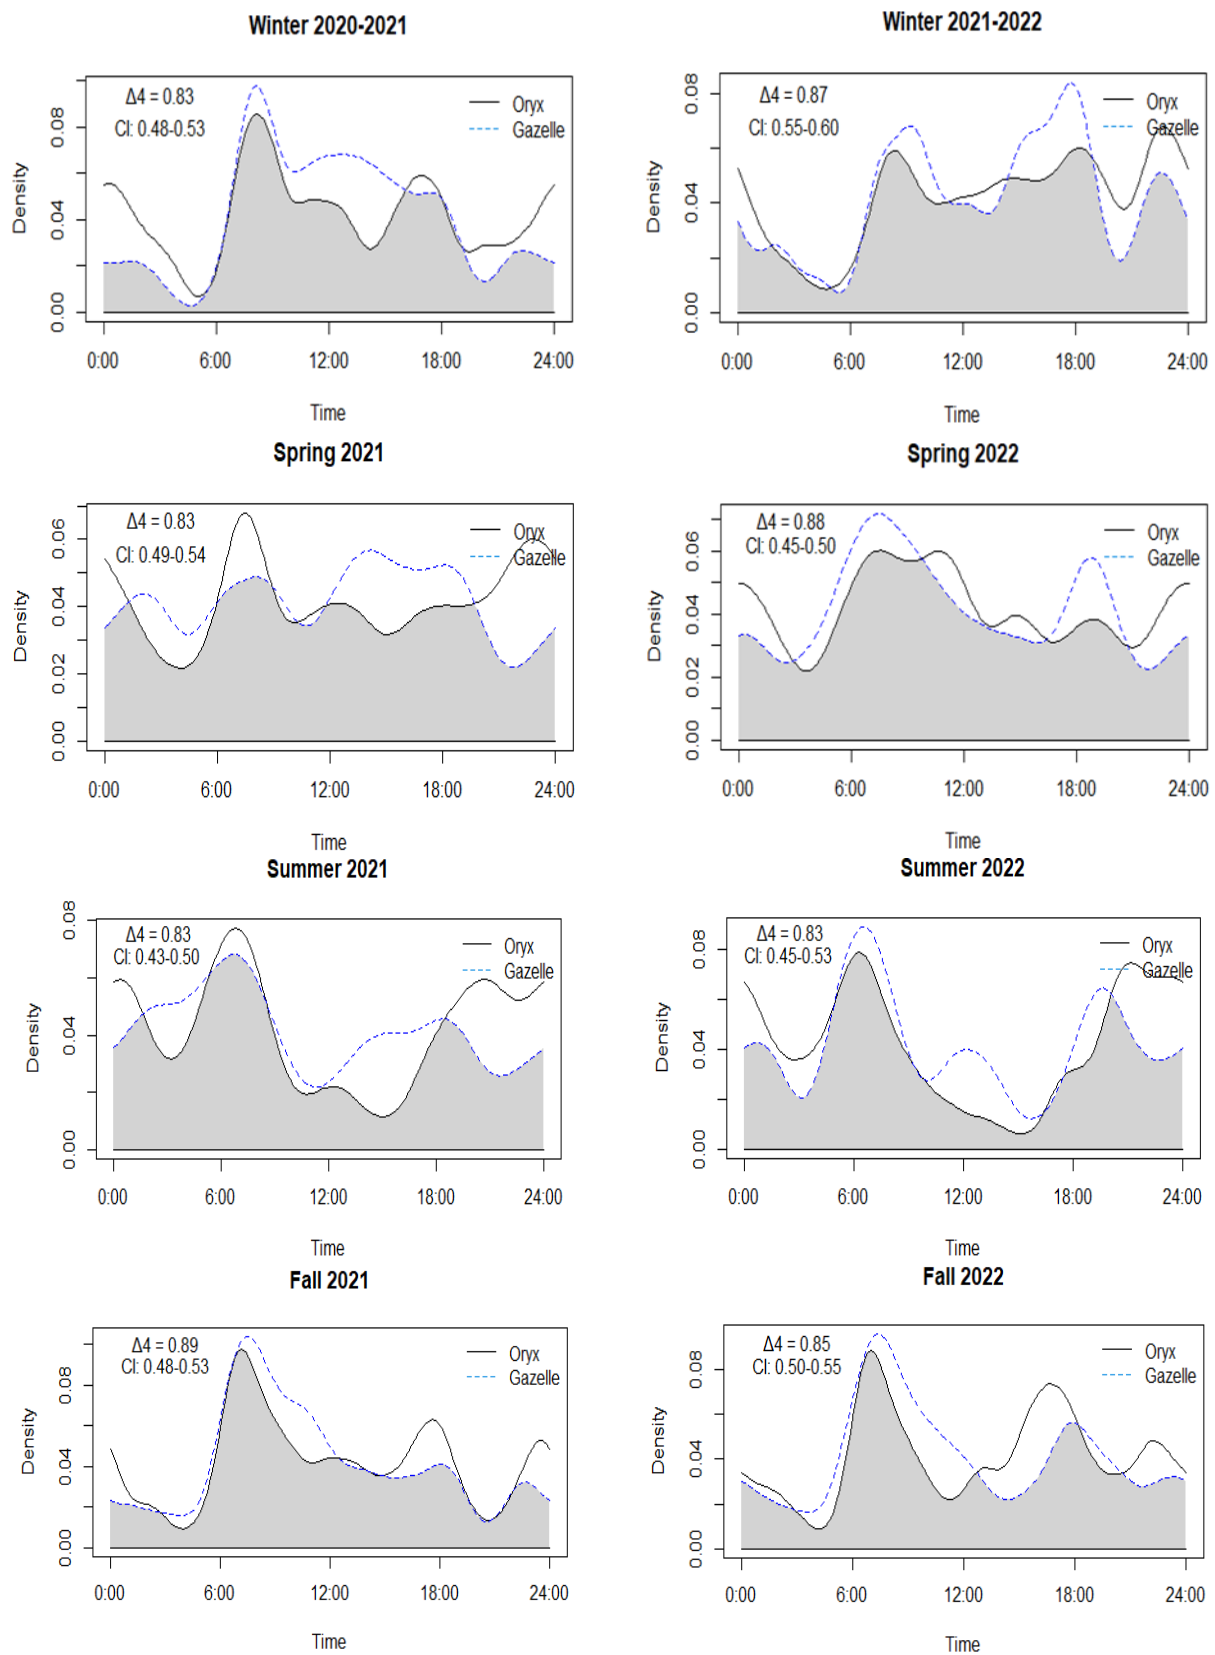 Winter 2020-2021
Δ4 = 0.83
CI: 0.48-0.53
Oryx
Gazelle
Density
0.00 0.04 0.08
0:00 6:00 12:00 18:00 24:00
Time
Winter 2021-2022
Δ4 = 0.87
CI: 0.55-0.60
Oryx
Gazelle
Density
0.00 0.04 0.08
0:00 6:00 12:00 18:00 24:00
Time
Spring 2021
Δ4 = 0.83
CI: 0.49-0.54
Oryx
Gazelle
Density
0.00 0.02 0.04 0.06
0:00 6:00 12:00 18:00 24:00
Time
Spring 2022
Δ4 = 0.88
CI: 0.45-0.50
Oryx
Gazelle
Density
0.00 0.02 0.04 0.06
0:00 6:00 12:00 18:00 24:00
Time
Summer 2021
Δ4 = 0.83
CI: 0.43-0.50
Oryx
Gazelle
Density
0.00 0.04 0.08
0:00 6:00 12:00 18:00 24:00
Time
Summer 2022
Δ4 = 0.83
CI: 0.45-0.53
Oryx
Gazelle
Density
0.00 0.04 0.08
0:00 6:00 12:00 18:00 24:00
Time
Fall 2021
Δ4 = 0.89
CI: 0.48-0.53
Oryx
Gazelle
Density
0.00 0.04 0.08
0:00 6:00 12:00 18:00 24:00
Time
Fall 2022
Δ4 = 0.85
CI: 0.50-0.55
Oryx
Gazelle
Density
0.00 0.04 0.08
0:00 6:00 12:00 18:00 24:00
Time